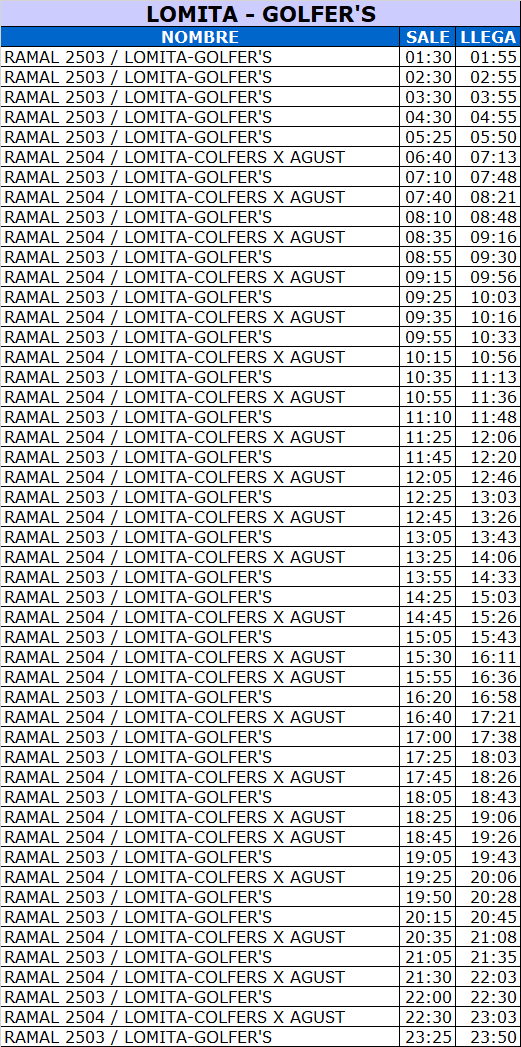 LOMITA - GOLFER'S
NOMBRE SALE LLEGA
RAMAL 2503 / LOMITA-GOLFER'S 01:30 01:55
RAMAL 2503 / LOMITA-GOLFER'S 02:30 02:55
RAMAL 2503 / LOMITA-GOLFER'S 03:30 03:55
RAMAL 2503 / LOMITA-GOLFER'S 04:30 04:55
RAMAL 2503 / LOMITA-GOLFER'S 05:25 05:50
RAMAL 2504 / LOMITA-COLFERS X AGUST 06:40 07:13
RAMAL 2503 / LOMITA-GOLFER'S 07:10 07:48
RAMAL 2504 / LOMITA-COLFERS X AGUST 07:40 08:21
RAMAL 2503 / LOMITA-GOLFER'S 08:10 08:48
RAMAL 2504 / LOMITA-COLFERS X AGUST 08:35 09:16
RAMAL 2503 / LOMITA-GOLFER'S 08:55 09:30
RAMAL 2504 / LOMITA-COLFERS X AGUST 09:15 09:56
RAMAL 2503 / LOMITA-GOLFER'S 09:25 10:03
RAMAL 2504 / LOMITA-COLFERS X AGUST 09:35 10:16
RAMAL 2503 / LOMITA-GOLFER'S 09:55 10:33
RAMAL 2504 / LOMITA-COLFERS X AGUST 10:15 10:56
RAMAL 2503 / LOMITA-GOLFER'S 10:35 11:13
RAMAL 2504 / LOMITA-COLFERS X AGUST 10:55 11:36
RAMAL 2503 / LOMITA-GOLFER'S 11:10 11:48
RAMAL 2504 / LOMITA-COLFERS X AGUST 11:25 12:06
RAMAL 2503 / LOMITA-GOLFER'S 11:45 12:20
RAMAL 2504 / LOMITA-COLFERS X AGUST 12:05 12:46
RAMAL 2503 / LOMITA-GOLFER'S 12:25 13:03
RAMAL 2504 / LOMITA-COLFERS X AGUST 12:45 13:26
RAMAL 2503 / LOMITA-GOLFER'S 13:05 13:43
RAMAL 2504 / LOMITA-COLFERS X AGUST 13:25 14:06
RAMAL 2503 / LOMITA-GOLFER'S 13:55 14:33
RAMAL 2503 / LOMITA-GOLFER'S 14:25 15:03
RAMAL 2504 / LOMITA-COLFERS X AGUST 14:45 15:26
RAMAL 2503 / LOMITA-GOLFER'S 15:05 15:43
RAMAL 2504 / LOMITA-COLFERS X AGUST 15:30 16:11
RAMAL 2504 / LOMITA-COLFERS X AGUST 15:55 16:36
RAMAL 2503 / LOMITA-GOLFER'S 16:20 16:58
RAMAL 2504 / LOMITA-COLFERS X AGUST 16:40 17:21
RAMAL 2503 / LOMITA-GOLFER'S 17:00 17:38
RAMAL 2503 / LOMITA-GOLFER'S 17:25 18:03
RAMAL 2504 / LOMITA-COLFERS X AGUST 17:45 18:26
RAMAL 2503 / LOMITA-GOLFER'S 18:05 18:43
RAMAL 2504 / LOMITA-COLFERS X AGUST 18:25 19:06
RAMAL 2504 / LOMITA-COLFERS X AGUST 18:45 19:26
RAMAL 2503 / LOMITA-GOLFER'S 19:05 19:43
RAMAL 2504 / LOMITA-COLFERS X AGUST 19:25 20:06
RAMAL 2503 / LOMITA-GOLFER'S 19:50 20:28
RAMAL 2503 / LOMITA-GOLFER'S 20:15 20:45
RAMAL 2504 / LOMITA-COLFERS X AGUST 20:35 21:08
RAMAL 2503 / LOMITA-GOLFER'S 21:05 21:35
RAMAL 2504 / LOMITA-COLFERS X AGUST 21:30 22:03
RAMAL 2503 / LOMITA-GOLFER'S 22:00 22:30
RAMAL 2504 / LOMITA-COLFERS X AGUST 22:30 23:03
RAMAL 2503 / LOMITA-GOLFER'S 23:25 23:50